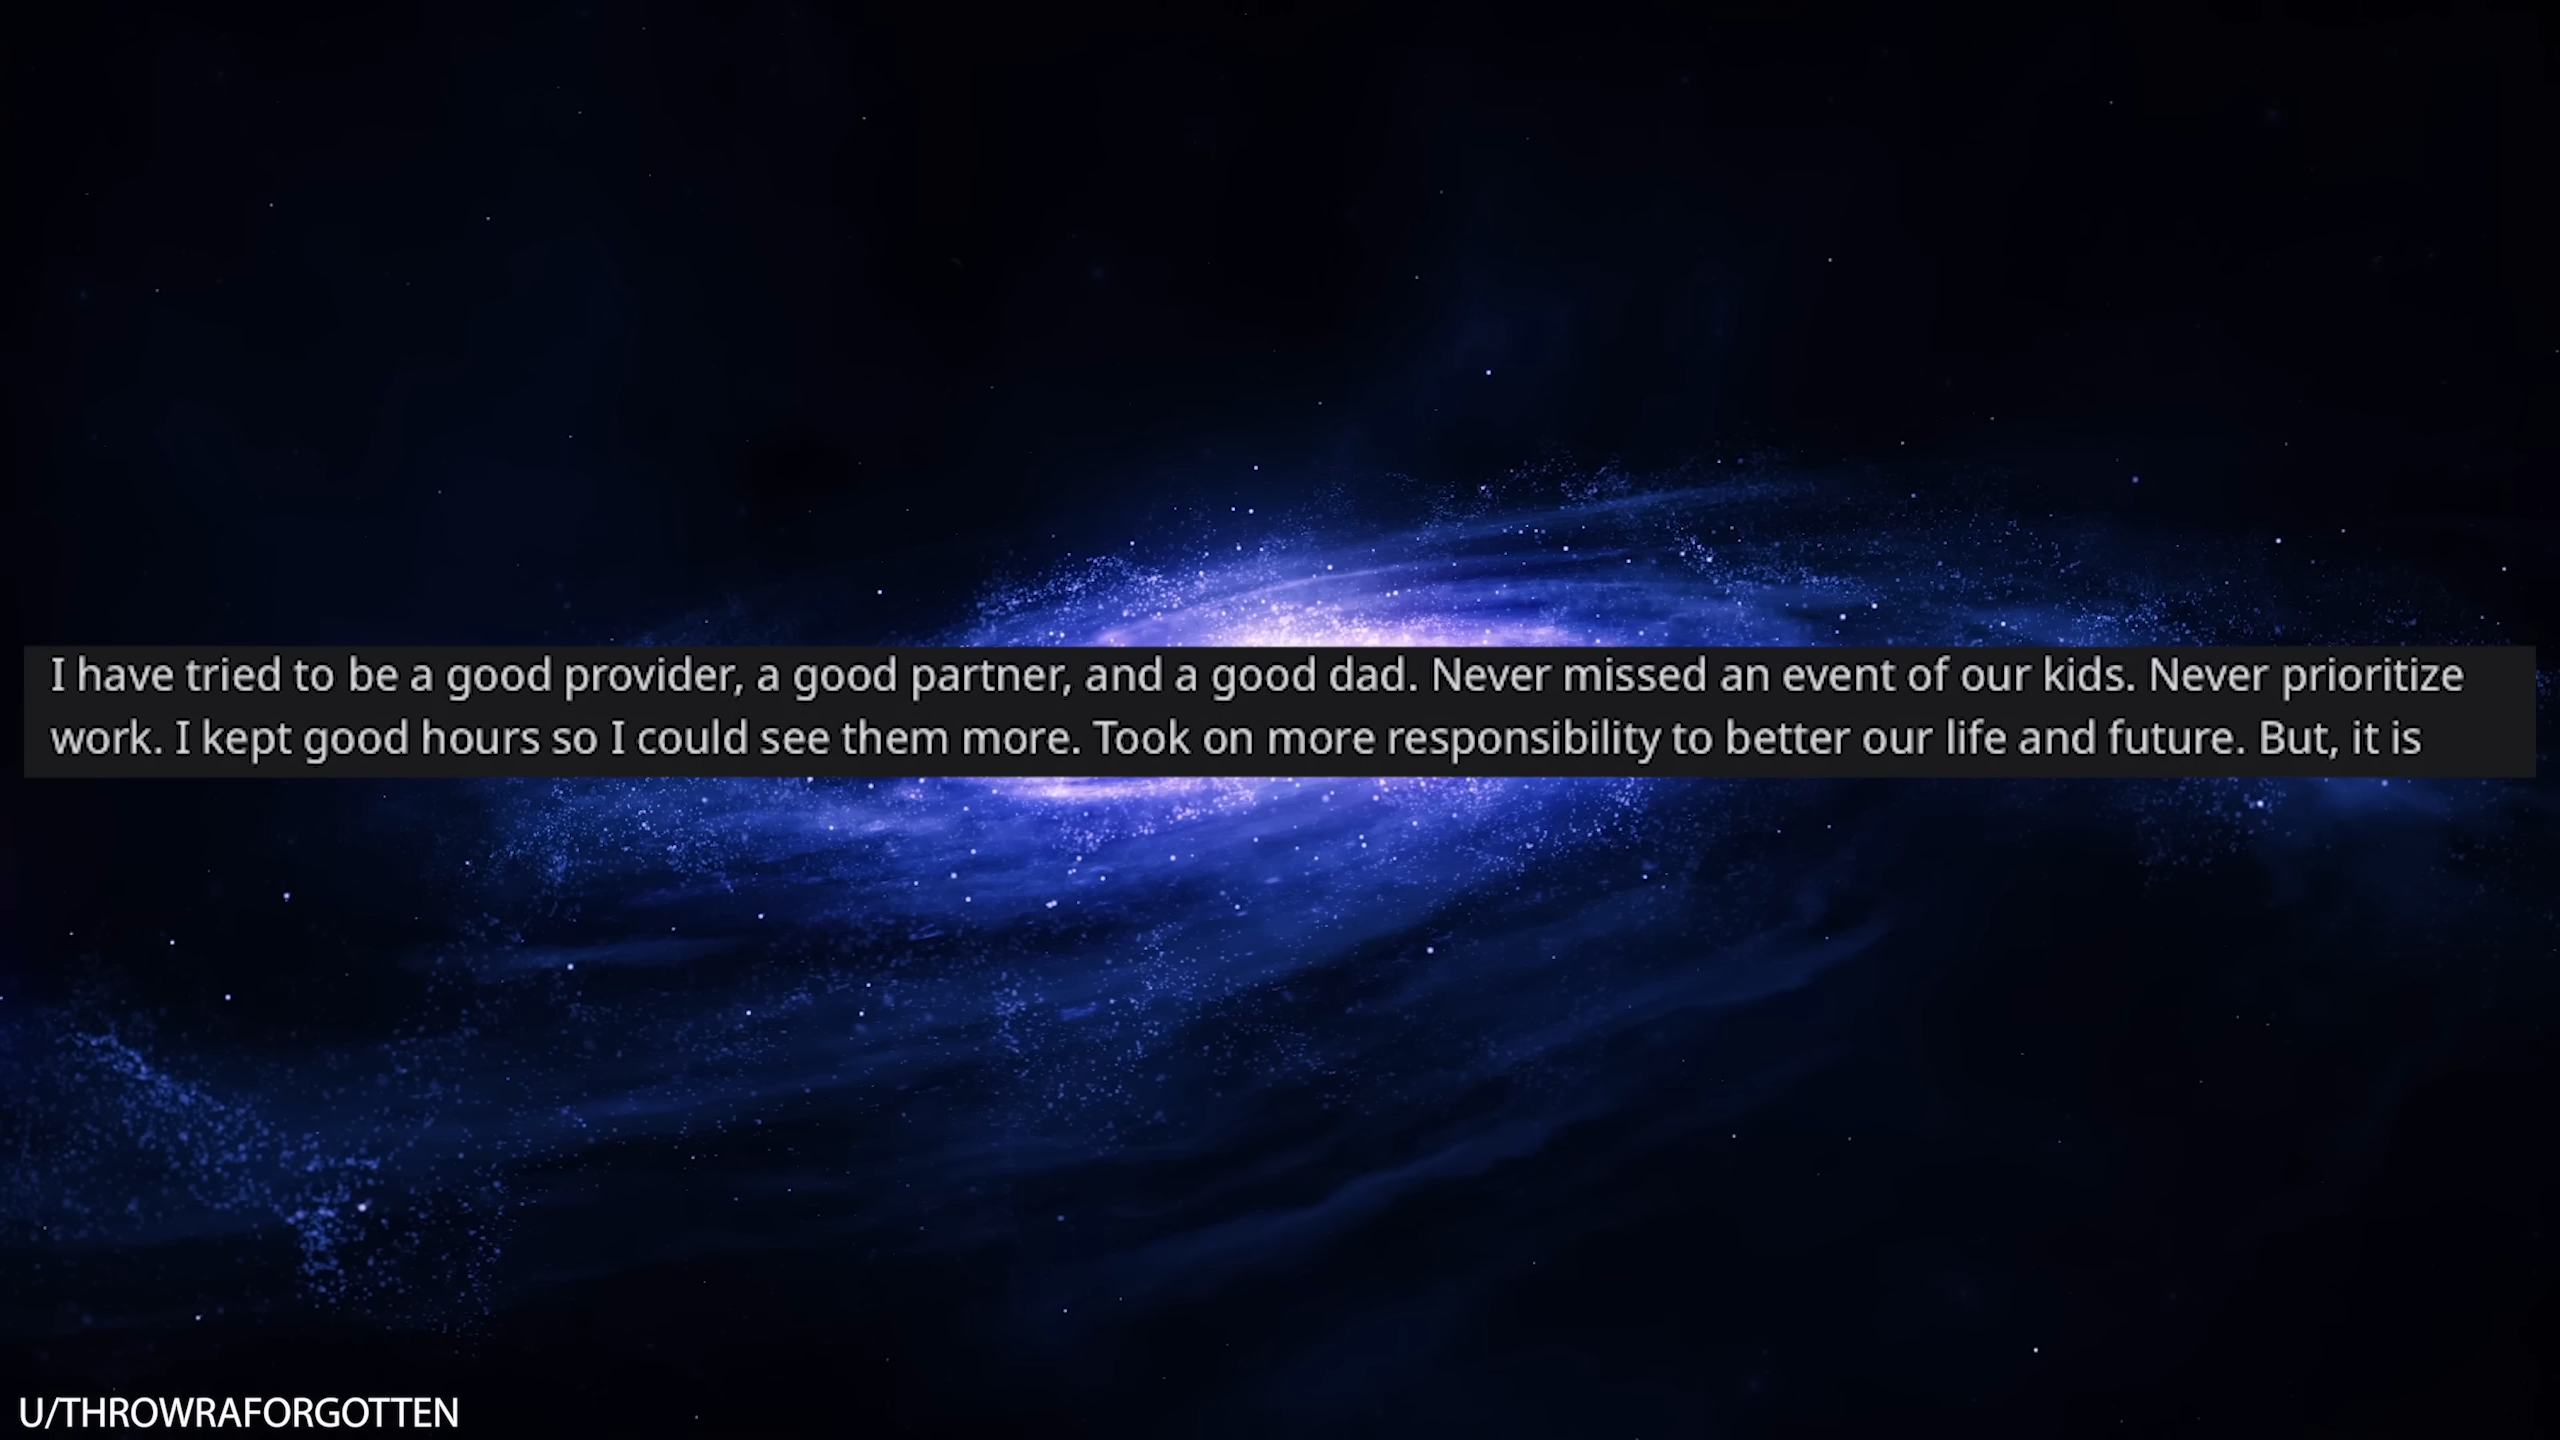 I have tried to be a good provider, a good partner, and a good dad. Never missed an event of our kids. Never prioritize
work. I kept good hours so I could see them more. Took on more responsibility to better our life and future. But, it is
U/THROWRAFORGOTTEN